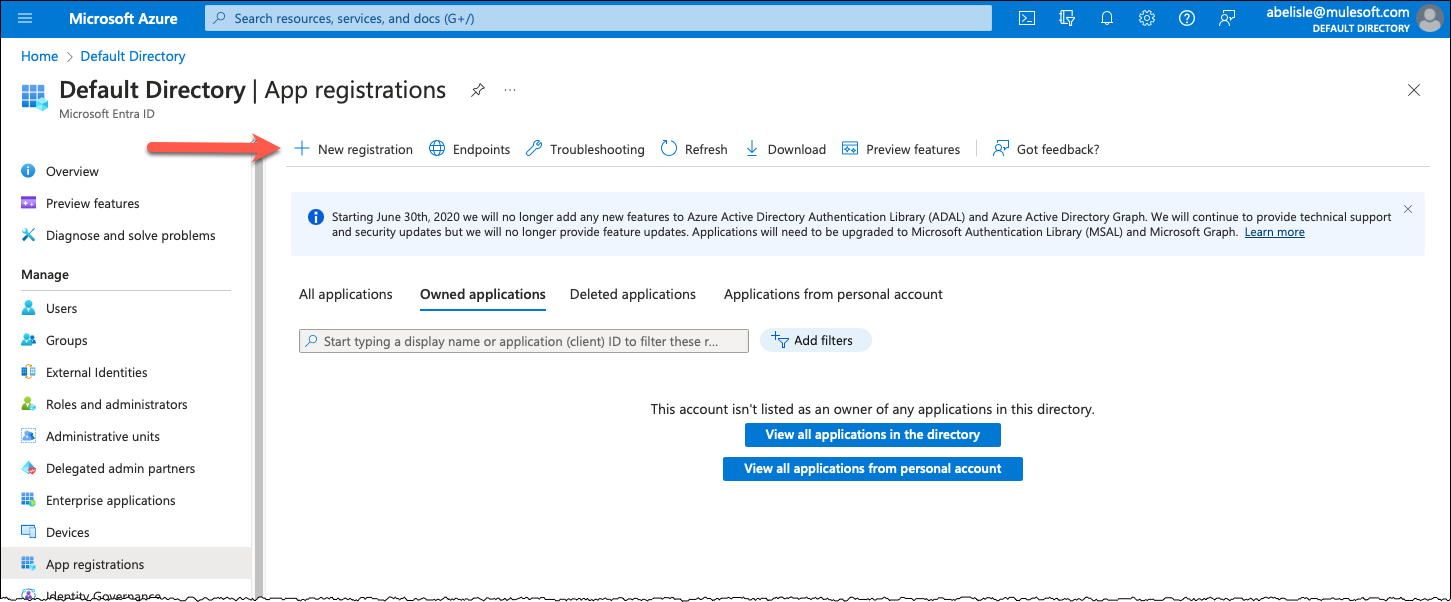 Microsoft Azure
Search resources, services, and docs (G+/)
abelisle@mulesoft.com
DEFAULT DIRECTORY
Home > Default Directory
Default Directory | App registrations
...
Microsoft Entra ID
New registration
Endpoints
Troubleshooting
Refresh
Download
Preview features
Got feedback?
Overview
Preview features
Diagnose and solve problems
Manage
Users
Groups
External Identities
Roles and administrators
Administrative units
Delegated admin partners
Enterprise applications
Devices
App registrations
Identity Governance
Starting June 30th, 2020 we will no longer add any new features to Azure Active Directory Authentication Library (ADAL) and Azure Active Directory Graph. We will continue to provide technical support
and security updates but we will no longer provide feature updates. Applications will need to be upgraded to Microsoft Authentication Library (MSAL) and Microsoft Graph. Learn more
All applications
Owned applications
Deleted applications
Applications from personal account
Start typing a display name or application (client) ID to filter these r...
Add filters
This account isn't listed as an owner of any applications in this directory.
View all applications in the directory
View all applications from personal account